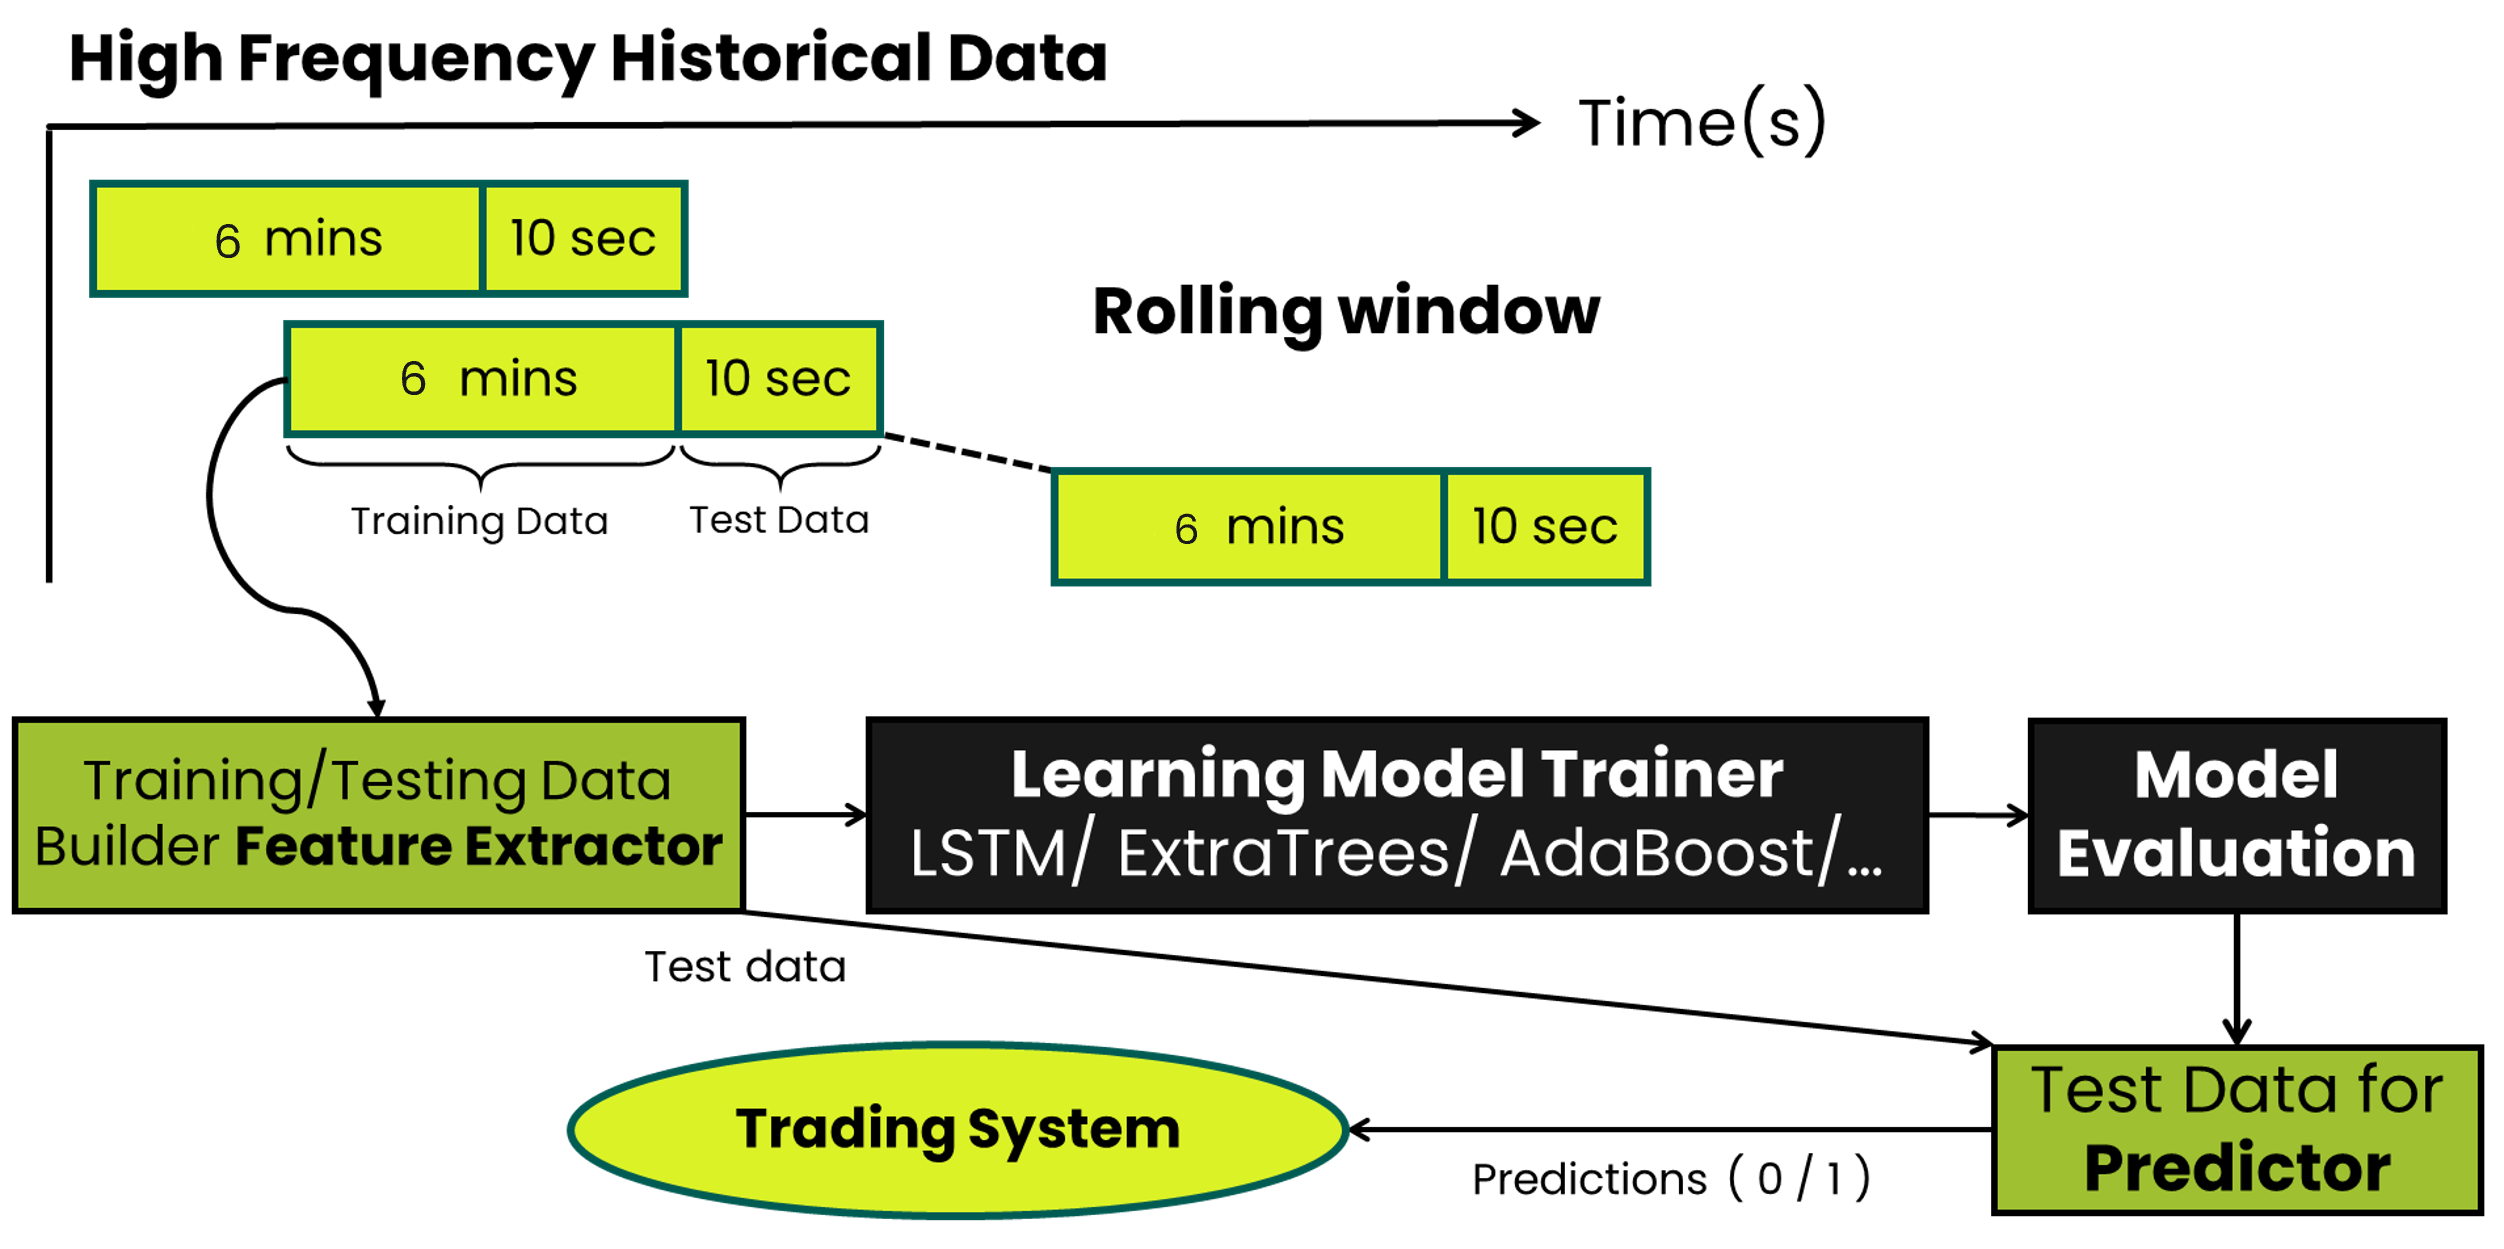 High Frequency Historical Data
Time(s)
6 mins 10 sec
Rolling window
6 mins 10 sec
Training Data Test Data
6 mins 10 sec
Training/Testing Data
Builder Feature Extractor
Learning Model Trainer
LSTM/ ExtraTrees/ AdaBoost/...
Model
Evaluation
Test data
Trading System
Predictions ( 0 / 1 )
Test Data for
Predictor